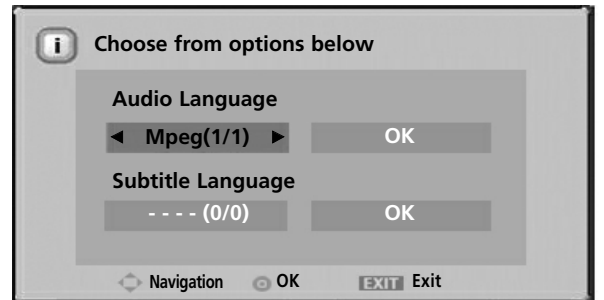 i Choose from options below
Audio Language
◄ Mpeg(1/1) ► OK
Subtitle Language
- - - - (0/0) OK
Navigation OK EXIT Exit